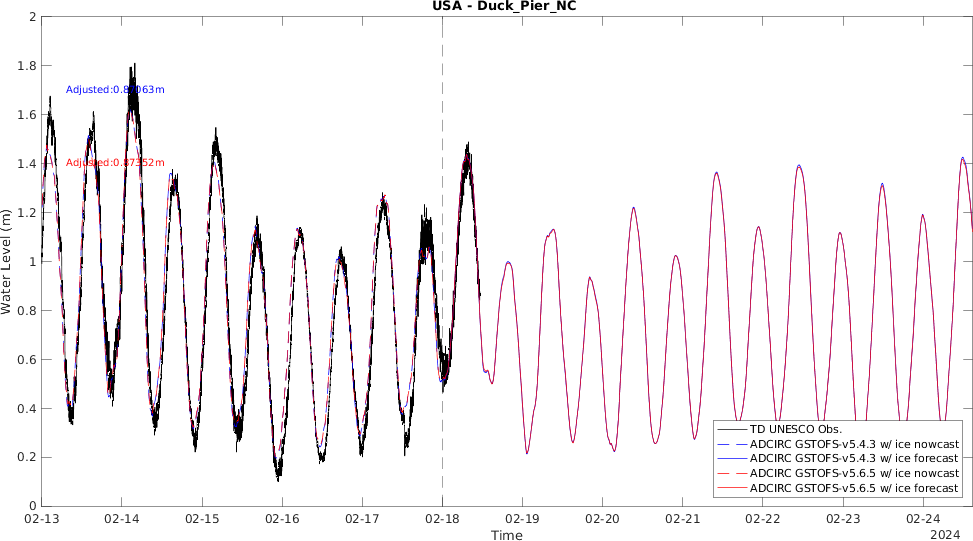 USA - Duck_Pier_NC
2
1.8
1.6
1.4
1.2
1
0.8
0.6
0.4
0.2
0
Water Level (m)
Adjusted:0.87352m
TD UNESCO Obs.
ADCIRC GSTOFS-v5.4.3 w/ ice nowcast
ADCIRC GSTOFS-v5.4.3 w/ ice forecast
ADCIRC GSTOFS-v5.6.5 w/ ice nowcast
ADCIRC GSTOFS-v5.6.5 w/ ice forecast
02-13 02-14 02-15 02-16 02-17 02-18 02-19 02-20 02-21 02-22 02-23 02-24
Time
2024